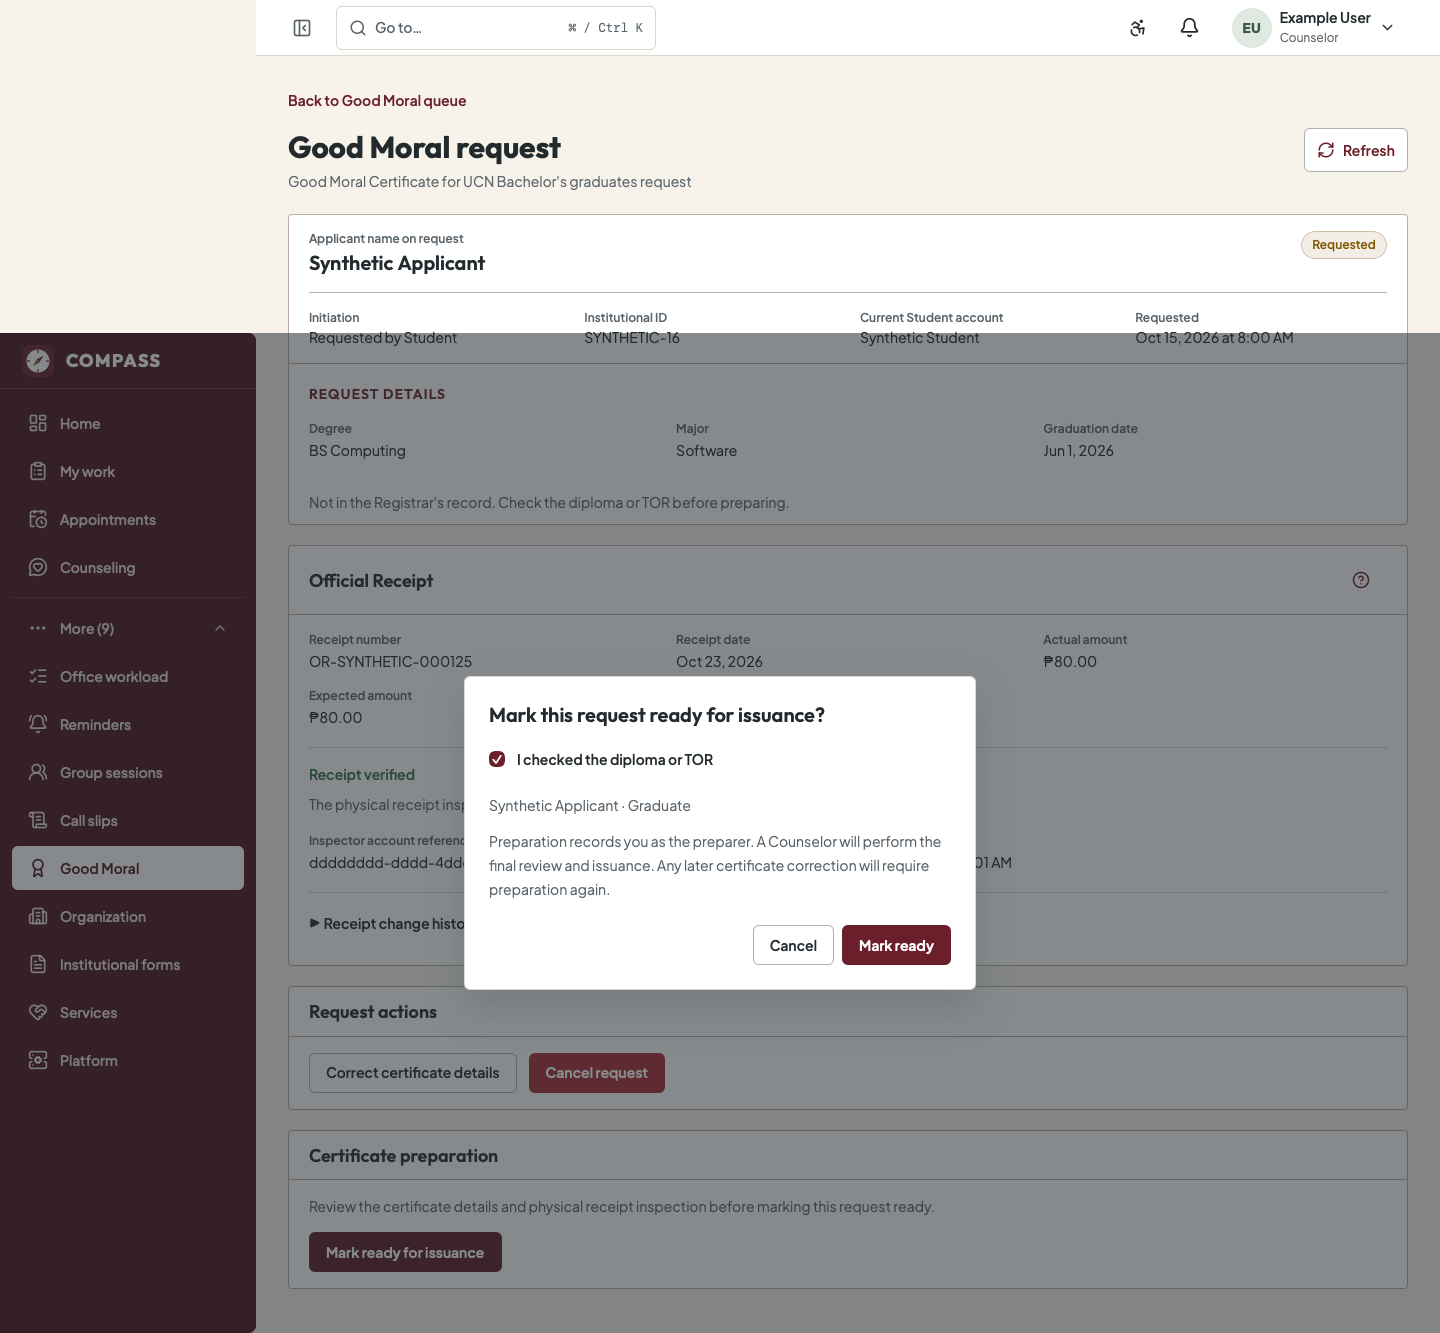 Go to...
⌘ / Ctrl K
EU
Example User
Counselor
Back to Good Moral queue
Good Moral request
Good Moral Certificate for UCN Bachelor's graduates request
Refresh
Applicant name on request
Synthetic Applicant
Requested
Initiation
Requested by Student
Institutional ID
SYNTHETIC-16
Current Student account
Synthetic Student
Requested
Oct 15, 2026 at 8:00 AM
COMPASS
Home
My work
Appointments
Counseling
More (9)
Office workload
Reminders
Group sessions
Call slips
Good Moral
Organization
Institutional forms
Services
Platform
REQUEST DETAILS
Degree
BS Computing
Major
Software
Graduation date
Jun 1, 2026
Not in the Registrar's record. Check the diploma or TOR before preparing.
Official Receipt
Receipt number
OR-SYNTHETIC-000125
Receipt date
Oct 23, 2026
Actual amount
₱80.00
Expected amount
₱80.00
Receipt verified
The physical receipt
Inspector account
01 AM
Receipt change
Mark this request ready for issuance?
I checked the diploma or TOR
Synthetic Applicant · Graduate
Preparation records you as the preparer. A Counselor will perform the
final review and issuance. Any later certificate correction will require
preparation again.
Cancel
Mark ready
Request actions
Correct certificate details
Cancel request
Certificate preparation
Review the certificate details and physical receipt inspection before marking this request ready.
Mark ready for issuance